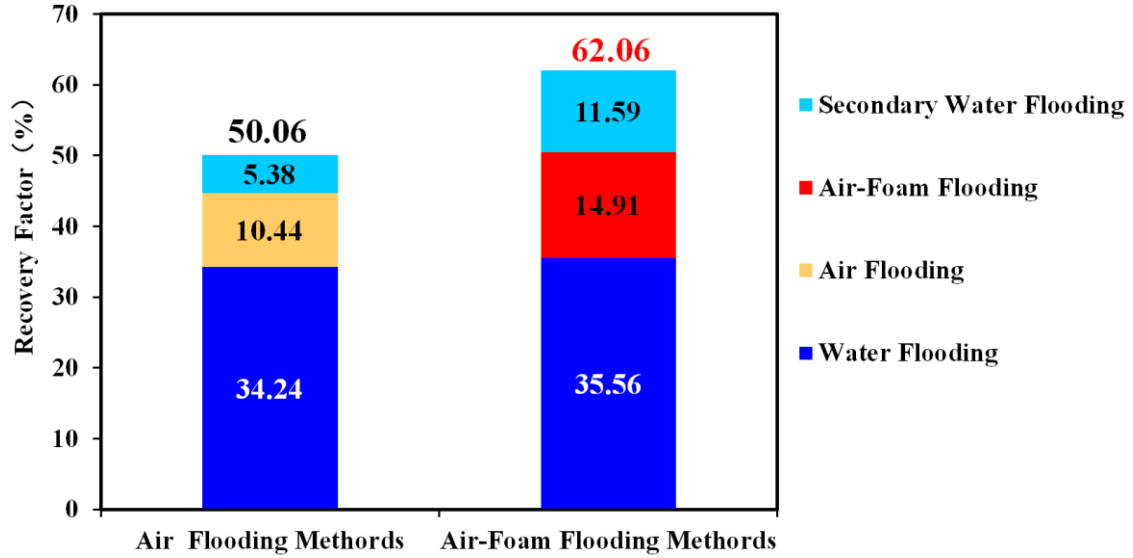 70
60
50
40
30
20
10
0
Recovery Factor（%）
50.06
5.38
10.44
34.24
62.06
11.59
14.91
35.56
Air Flooding Methords
Air-Foam Flooding Methords
Secondary Water Flooding
Air-Foam Flooding
Air Flooding
Water Flooding